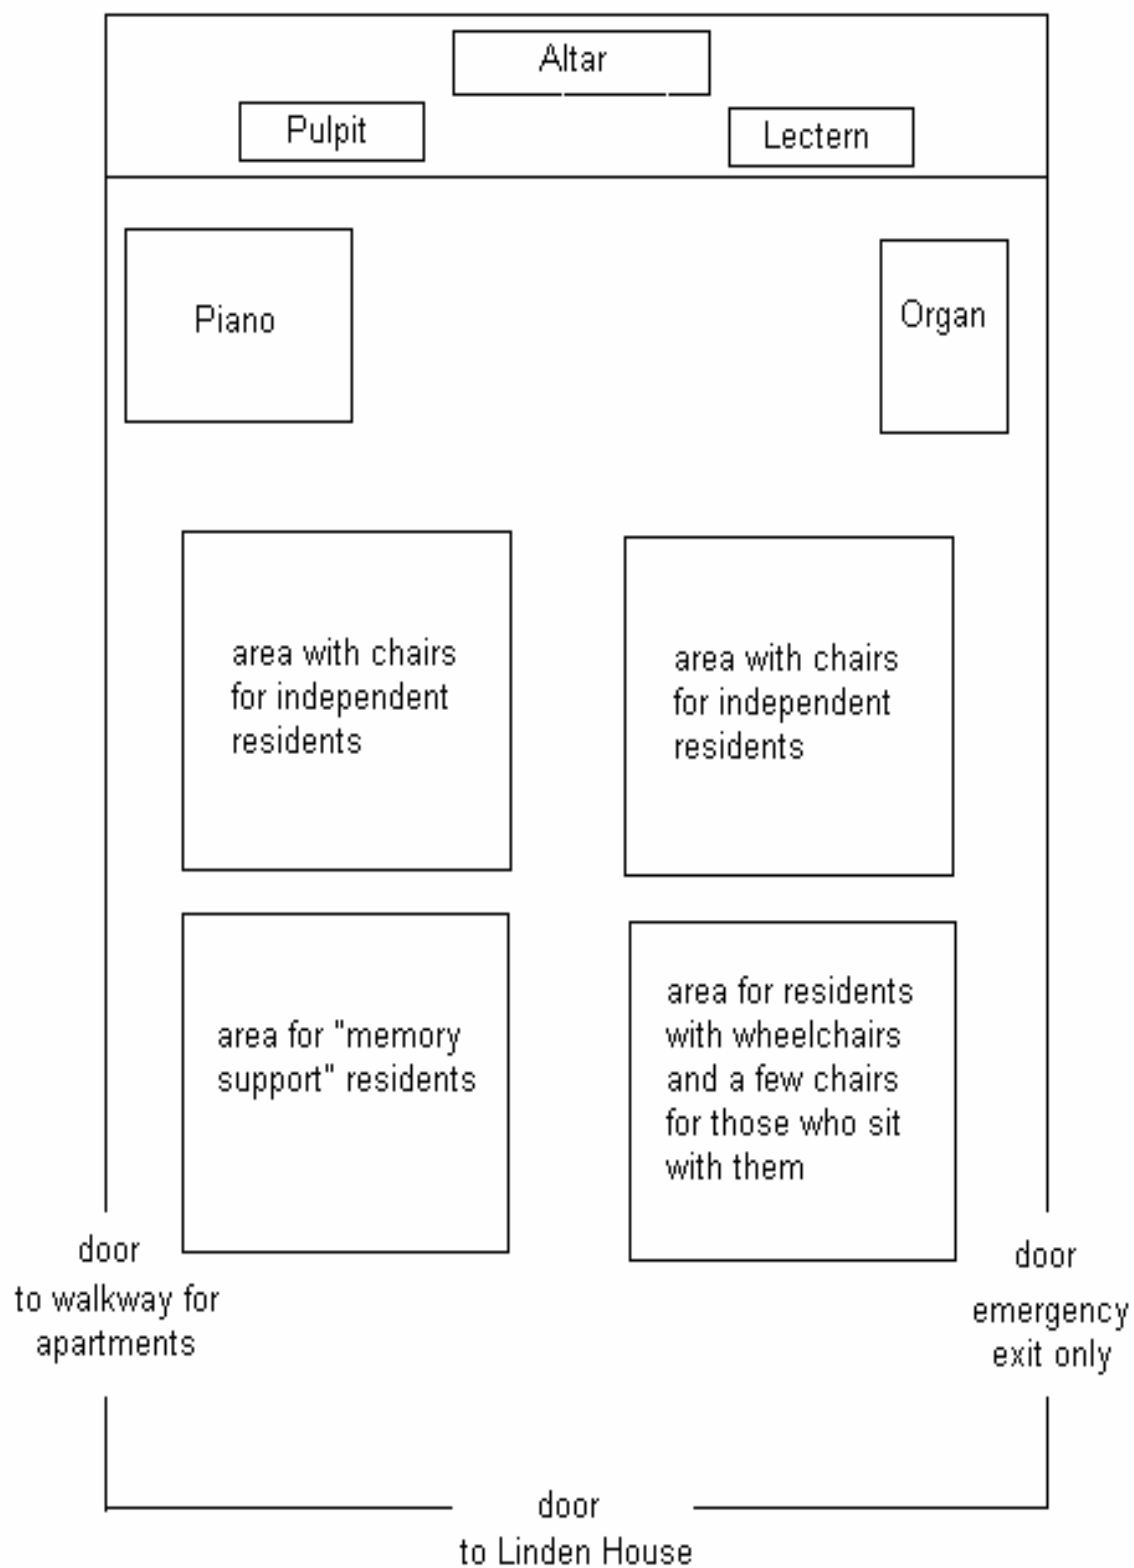 Altar
Pulpit
Lectern
Piano
Organ
area with chairs
for independent
residents
area with chairs
for independent
residents
area for "memory
support" residents
area for residents
with wheelchairs
and a few chairs
for those who sit
with them
door
to walkway for
apartments
door
emergency
exit only
door
to Linden House